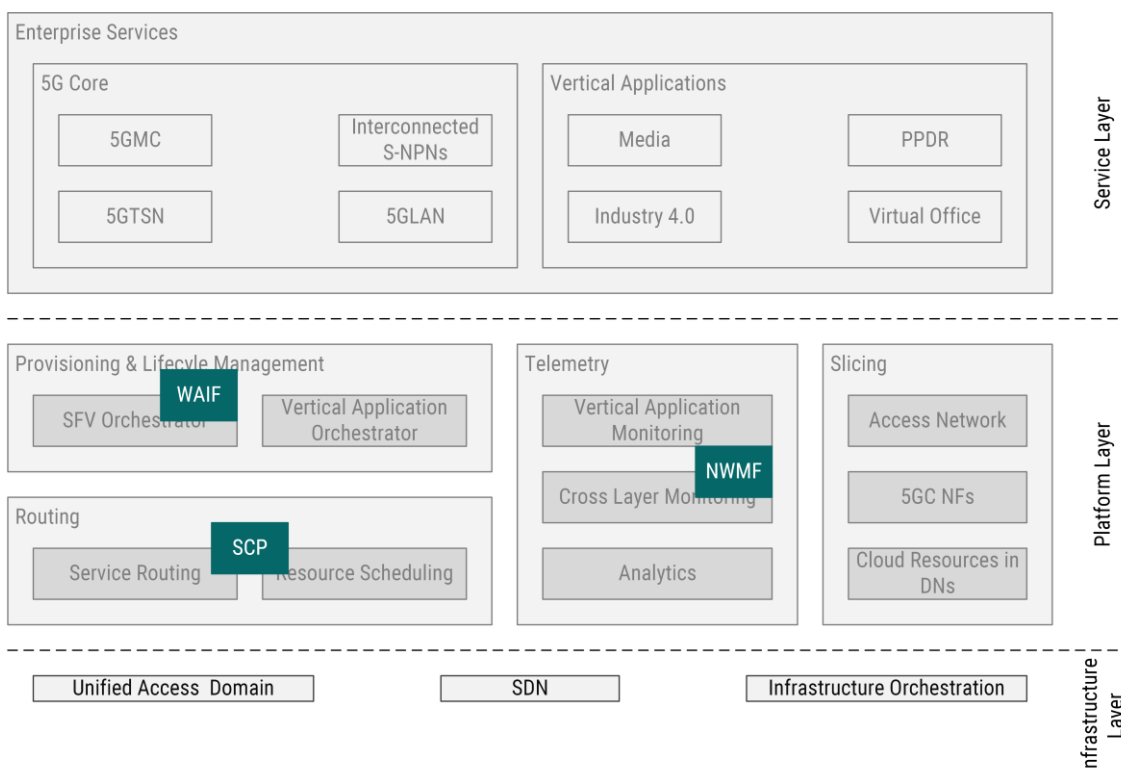 Enterprise Services
5G Core
5GMC
Interconnected
S-NPNs
5GTSN
5GLAN
Vertical Applications
Media
PPDR
Industry 4.0
Virtual Office
Service Layer
Provisioning & Lifecyle Management
WAIF
SFV Orchestrator
Vertical Application
Orchestrator
Routing
SCP
Service Routing
Resource Scheduling
Telemetry
Vertical Application
Monitoring
NWMF
Cross Layer Monitoring
Analytics
Slicing
Access Network
5GC NFs
Cloud Resources in
DNs
Platform Layer
Unified Access Domain
SDN
Infrastructure Orchestration
nfrastructure
Layer